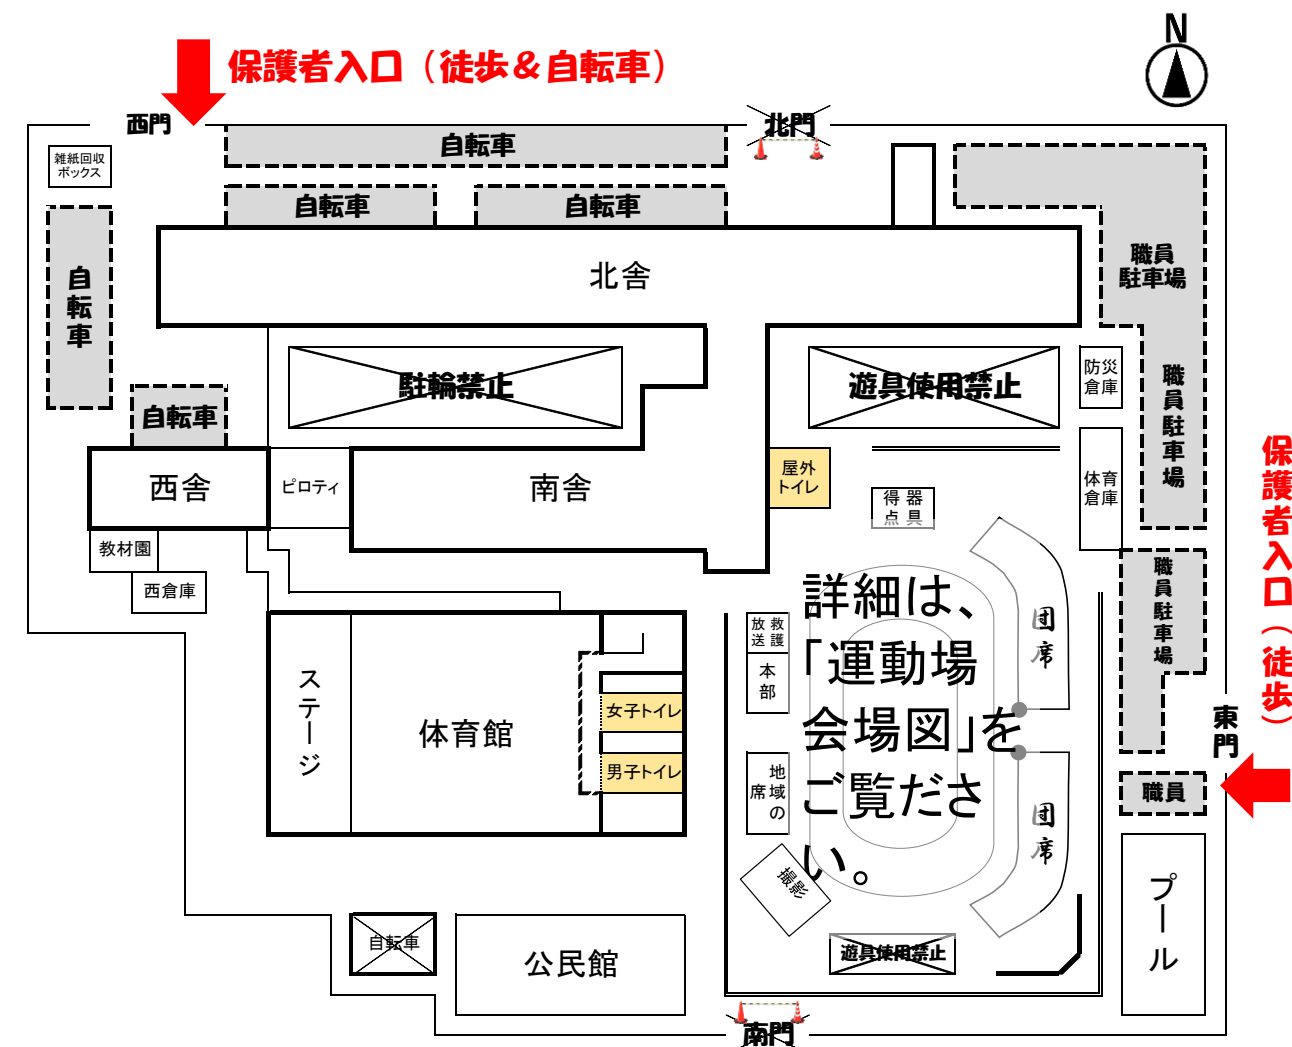 N
保護者入口（徒歩＆自転車）
西門
北門
自転車
雑紙回収
ボックス
自転車
自転車
職員
駐車場
自転車
北舎
駐輪禁止
遊具使用禁止
防災
倉庫
職員駐車場
自転車
西舎
ピロティ
南舎
屋外
トイレ
得点
器具
体育
倉庫
保護者入口（徒歩）
教材園
西倉庫
職員駐車場
放送
救護
本部
団席
詳細は、
「運動場
会場図」を
ご覧ださ
い。
ステージ
体育館
女子トイレ
男子トイレ
東門
地域の
席
職員
団席
撮影
プール
自転車
公民館
遊具使用禁止
南門